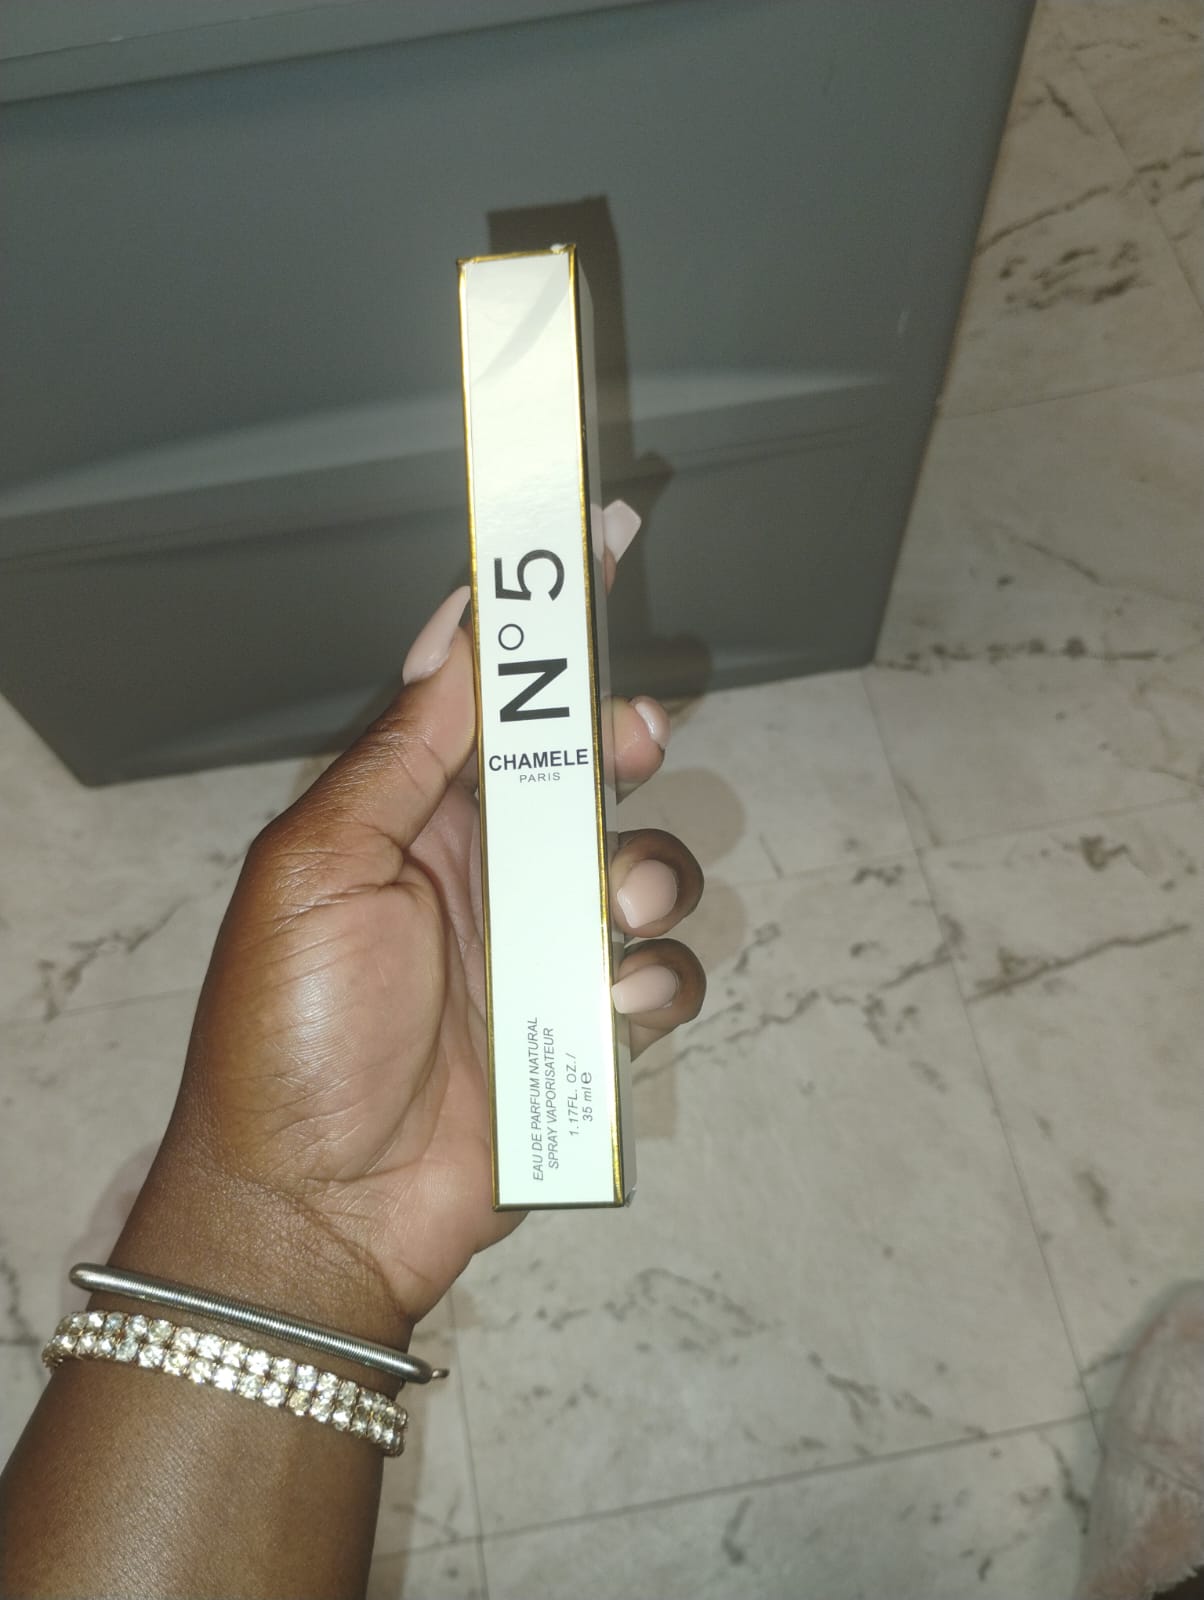 N° 5
CHAMELE
PARIS
EAU DE PARFUM NATURAL
SPRAY VAPORISATEUR
1.17FL. OZ./
35 ml ℮